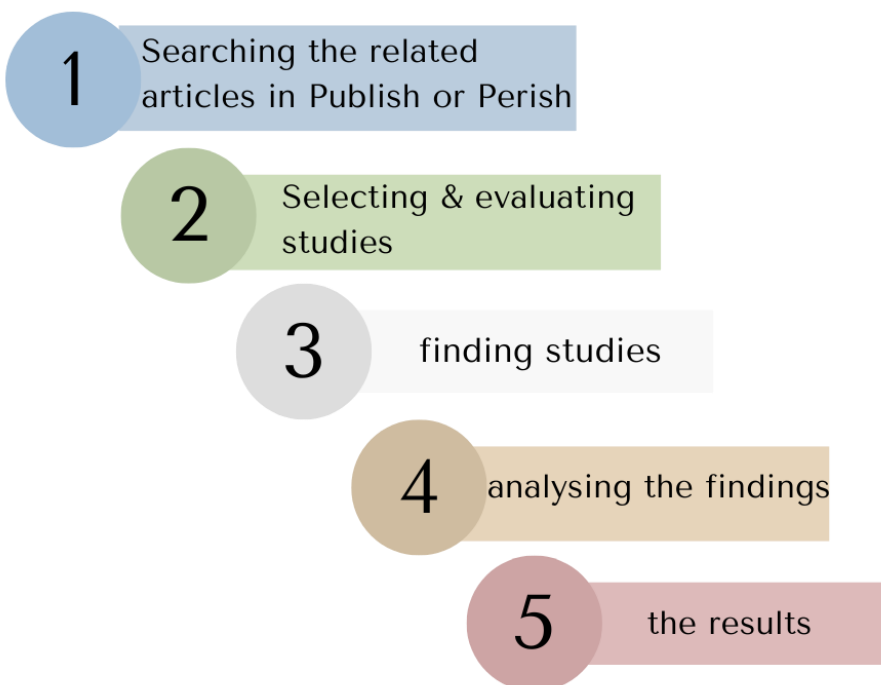 1
Searching the related
articles in Publish or Perish
2
Selecting & evaluating
studies
3
finding studies
4
analysing the findings
5
the results